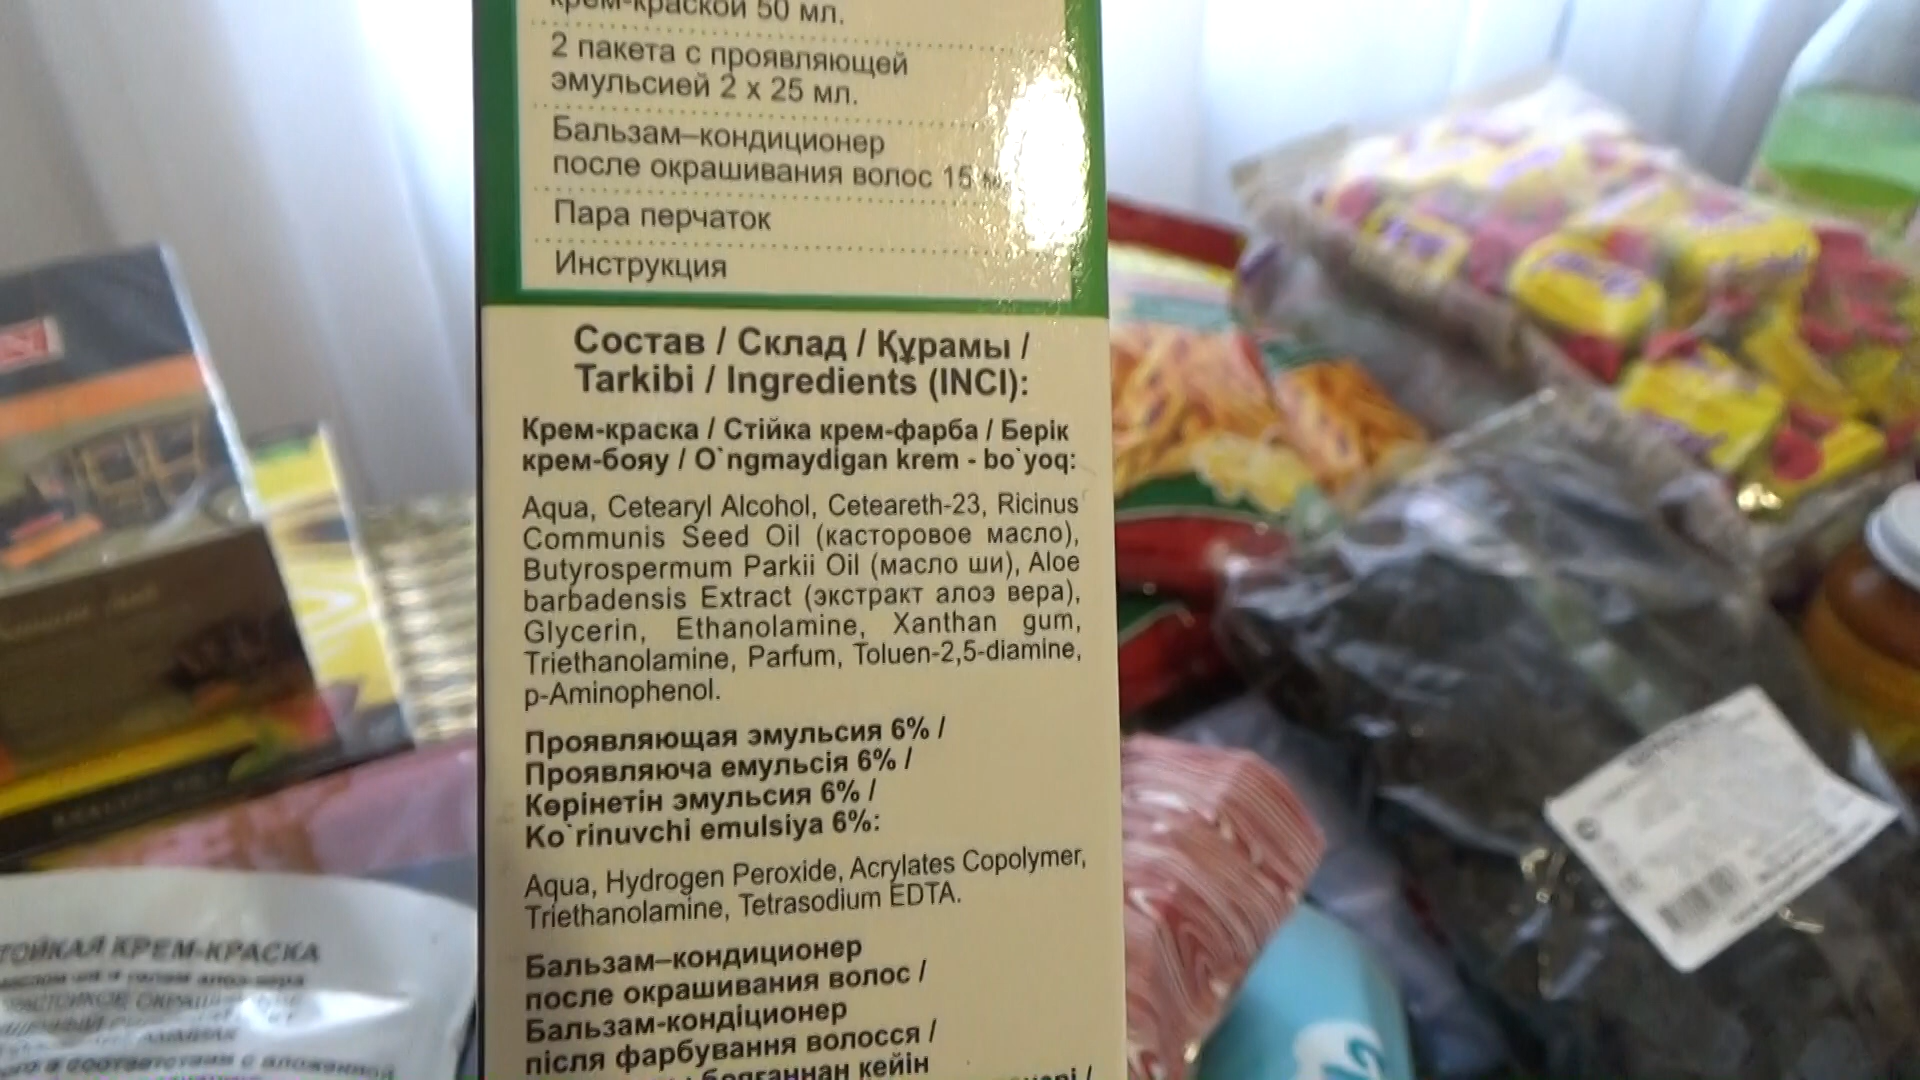 крем-краской 50 мл.
2 пакета с проявляющей
эмульсией 2 x 25 мл.
Бальзам–кондиционер
после окрашивания волос 15
Пара перчаток
Инструкция
Состав / Склад / Құрамы /
Tarkibi / Ingredients (INCI):
Крем-краска / Стійка крем-фарба / Берік
крем-бояу / O`ngmaydigan krem - bo`yoq:
Aqua, Cetearyl Alcohol, Ceteareth-23, Ricinus
Communis Seed Oil (касторовое масло),
Butyrospermum Parkii Oil (масло ши), Aloe
barbadensis Extract (экстракт алоэ вера),
Glycerin, Ethanolamine, Xanthan gum,
Triethanolamine, Parfum, Toluen-2,5-diamine,
p-Aminophenol.
Проявляющая эмульсия 6% /
Проявляюча емульсія 6% /
Көрінетін эмульсия 6% /
Ko`rinuvchi emulsiya 6%:
Aqua, Hydrogen Peroxide, Acrylates Copolymer,
Triethanolamine, Tetrasodium EDTA.
Бальзам–кондиционер
после окрашивания волос /
Бальзам-кондіціонер
після фарбування волосся /
бояғаннан кейін
ТОЙКАЯ КРЕМ-КРАСКА
в соответствии с вложенной